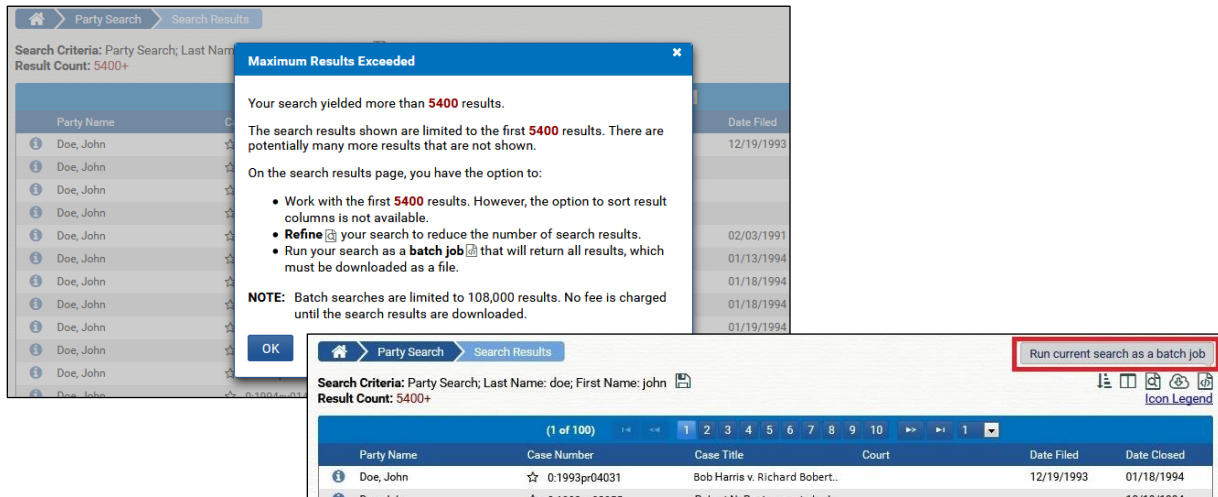 Party Search Search Results
Search Criteria: Party Search; Last Nam
Result Count: 5400+
Party Name Date Filed
Doe, John 12/19/1993
Doe, John
Doe, John
Doe, John
Doe, John 02/03/1991
Doe, John 01/13/1994
Doe, John 01/18/1994
Doe, John 01/18/1994
Doe, John 01/19/1994
Doe, John
Doe, John
Maximum Results Exceeded
Your search yielded more than 5400 results.
The search results shown are limited to the first 5400 results. There are
potentially many more results that are not shown.
On the search results page, you have the option to:
• Work with the first 5400 results. However, the option to sort result
columns is not available.
• Refine your search to reduce the number of search results.
• Run your search as a batch job that will return all results, which
must be downloaded as a file.
NOTE: Batch searches are limited to 108,000 results. No fee is charged
until the search results are downloaded.
OK
Party Search Search Results
Run current search as a batch job
Search Criteria: Party Search; Last Name: doe; First Name: john
Result Count: 5400+
Icon Legend
(1 of 100) 1 2 3 4 5 6 7 8 9 10 1
Party Name Case Number Case Title Court Date Filed Date Closed
Doe, John 0:1993pr04031 Bob Harris v. Richard Bobert.. 12/19/1993 01/18/1994